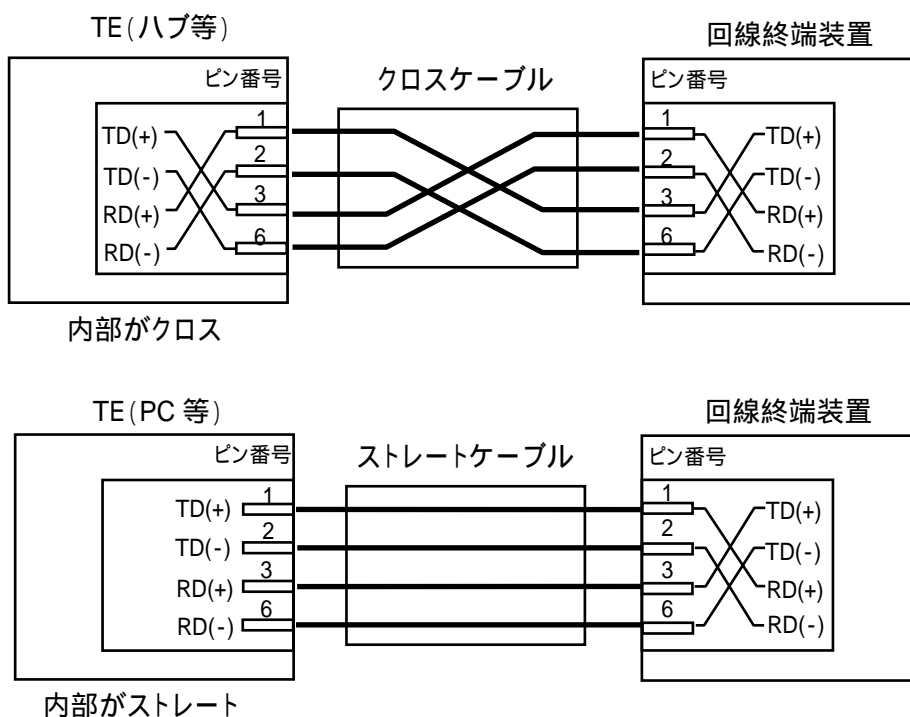 TE(ハブ等)
回線終端装置
ピン番号
クロスケーブル
ピン番号
TD(+)
TD(-)
RD(+)
RD(-)
1
2
3
6
1
2
3
6
TD(+)
TD(-)
RD(+)
RD(-)
内部がクロス
TE(PC 等)
回線終端装置
ピン番号
ストレートケーブル
ピン番号
TD(+)
TD(-)
RD(+)
RD(-)
1
2
3
6
1
2
3
6
TD(+)
TD(-)
RD(+)
RD(-)
内部がストレート